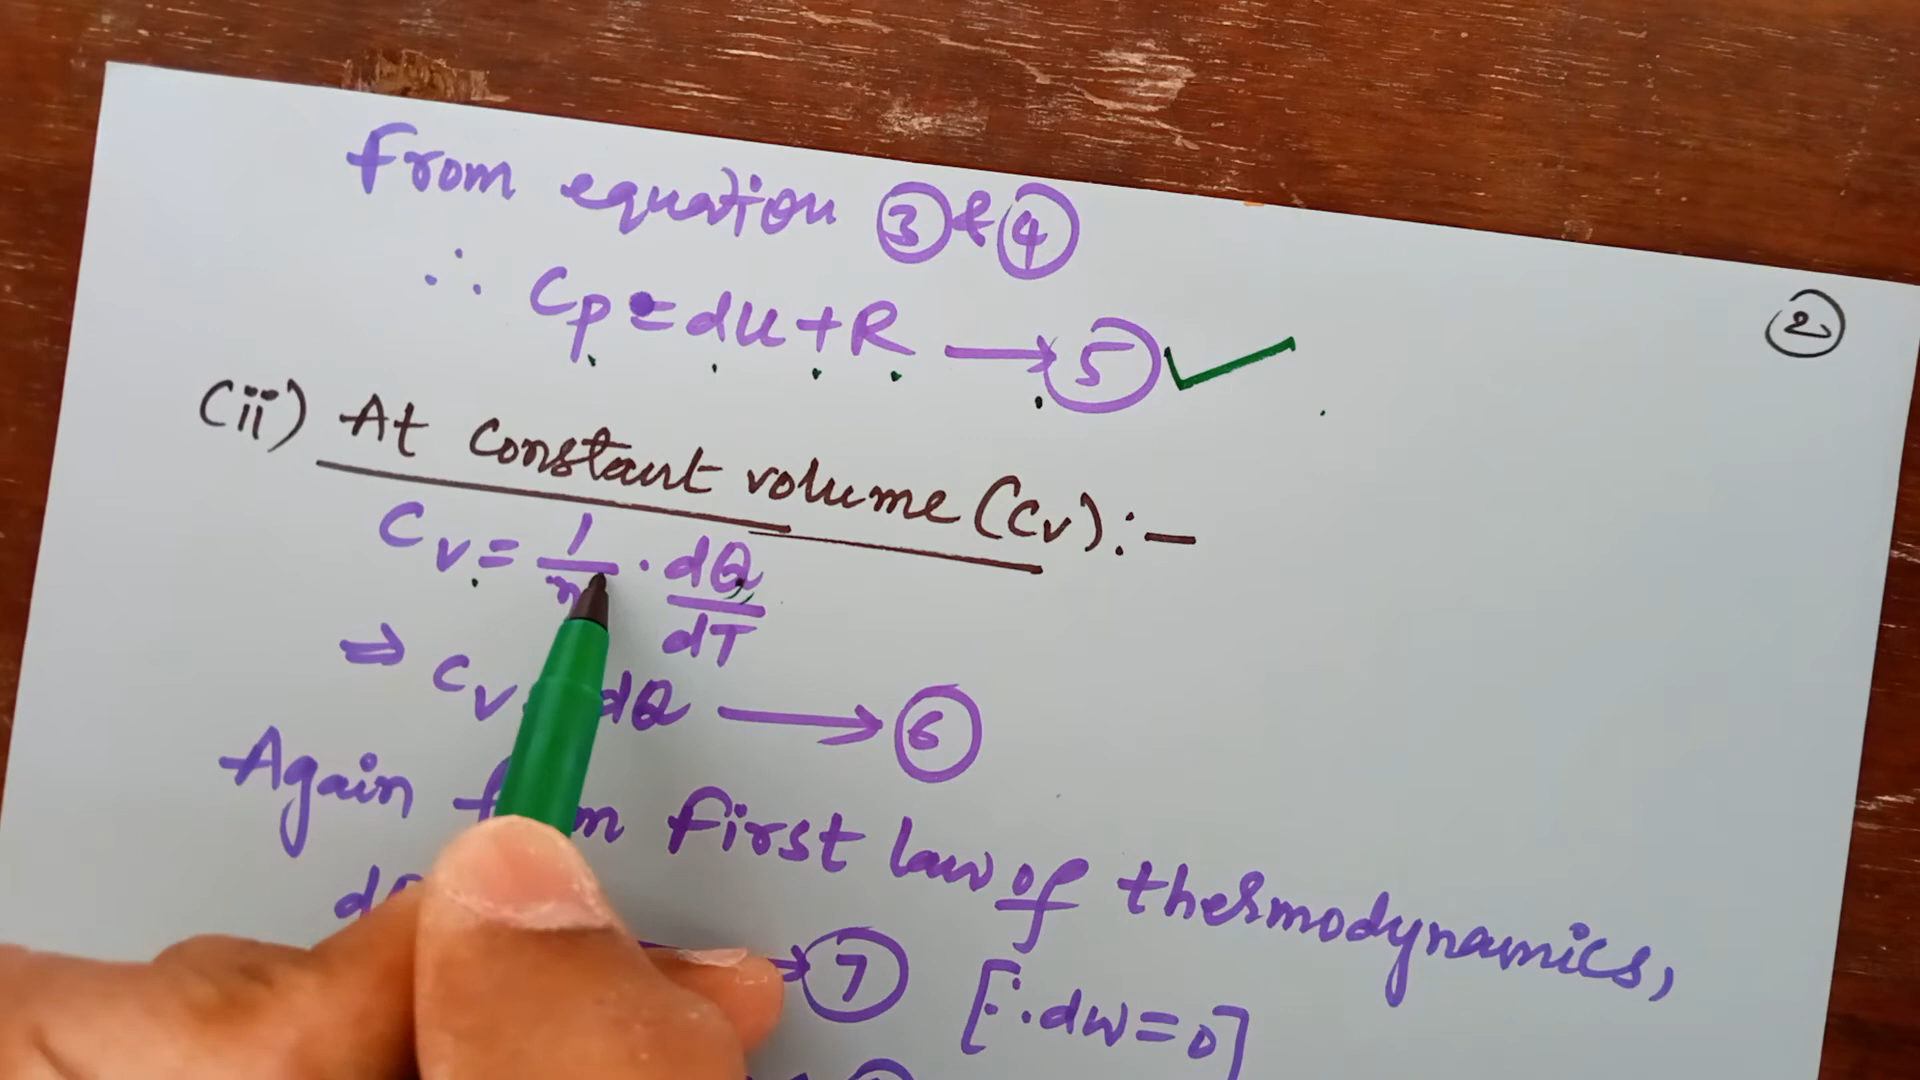 From equation ③ & ④
②
∴ Cp = du + R → ⑤ ✓
(ii) At constant volume (Cv) :-
Cv = 1/n · dQ/dT
⇒ Cv dQ → ⑥
Again from first law of thermodynamics,
→ ⑦ [∵ dw = 0]